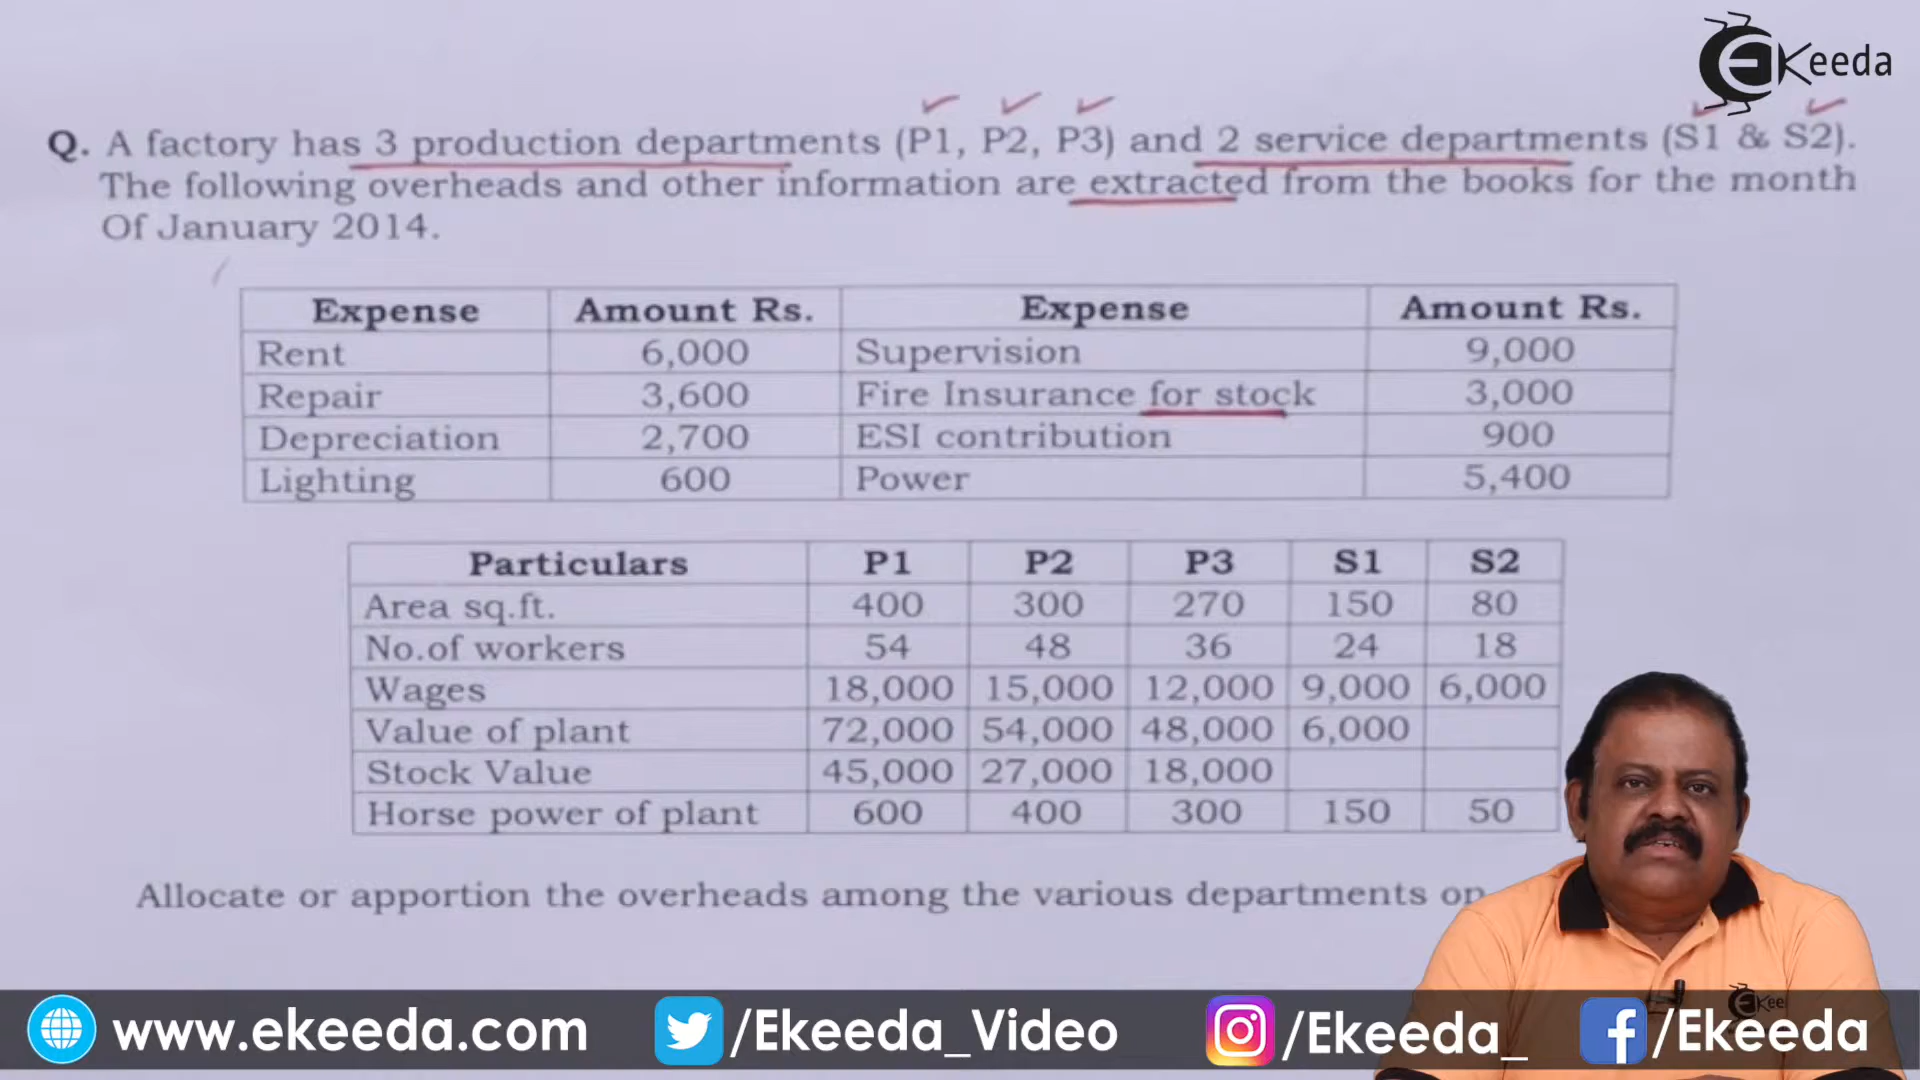 EKeeda
Q. A factory has 3 production departments (P1, P2, P3) and 2 service departments (S1 & S2).
The following overheads and other information are extracted from the books for the month
Of January 2014.
Expense Amount Rs. Expense Amount Rs.
Rent 6,000 Supervision 9,000
Repair 3,600 Fire Insurance for stock 3,000
Depreciation 2,700 ESI contribution 900
Lighting 600 Power 5,400
Particulars P1 P2 P3 S1 S2
Area sq.ft. 400 300 270 150 80
No.of workers 54 48 36 24 18
Wages 18,000 15,000 12,000 9,000 6,000
Value of plant 72,000 54,000 48,000 6,000
Stock Value 45,000 27,000 18,000
Horse power of plant 600 400 300 150 50
Allocate or apportion the overheads among the various departments
www.ekeeda.com /Ekeeda_Video /Ekeeda_ /Ekeeda